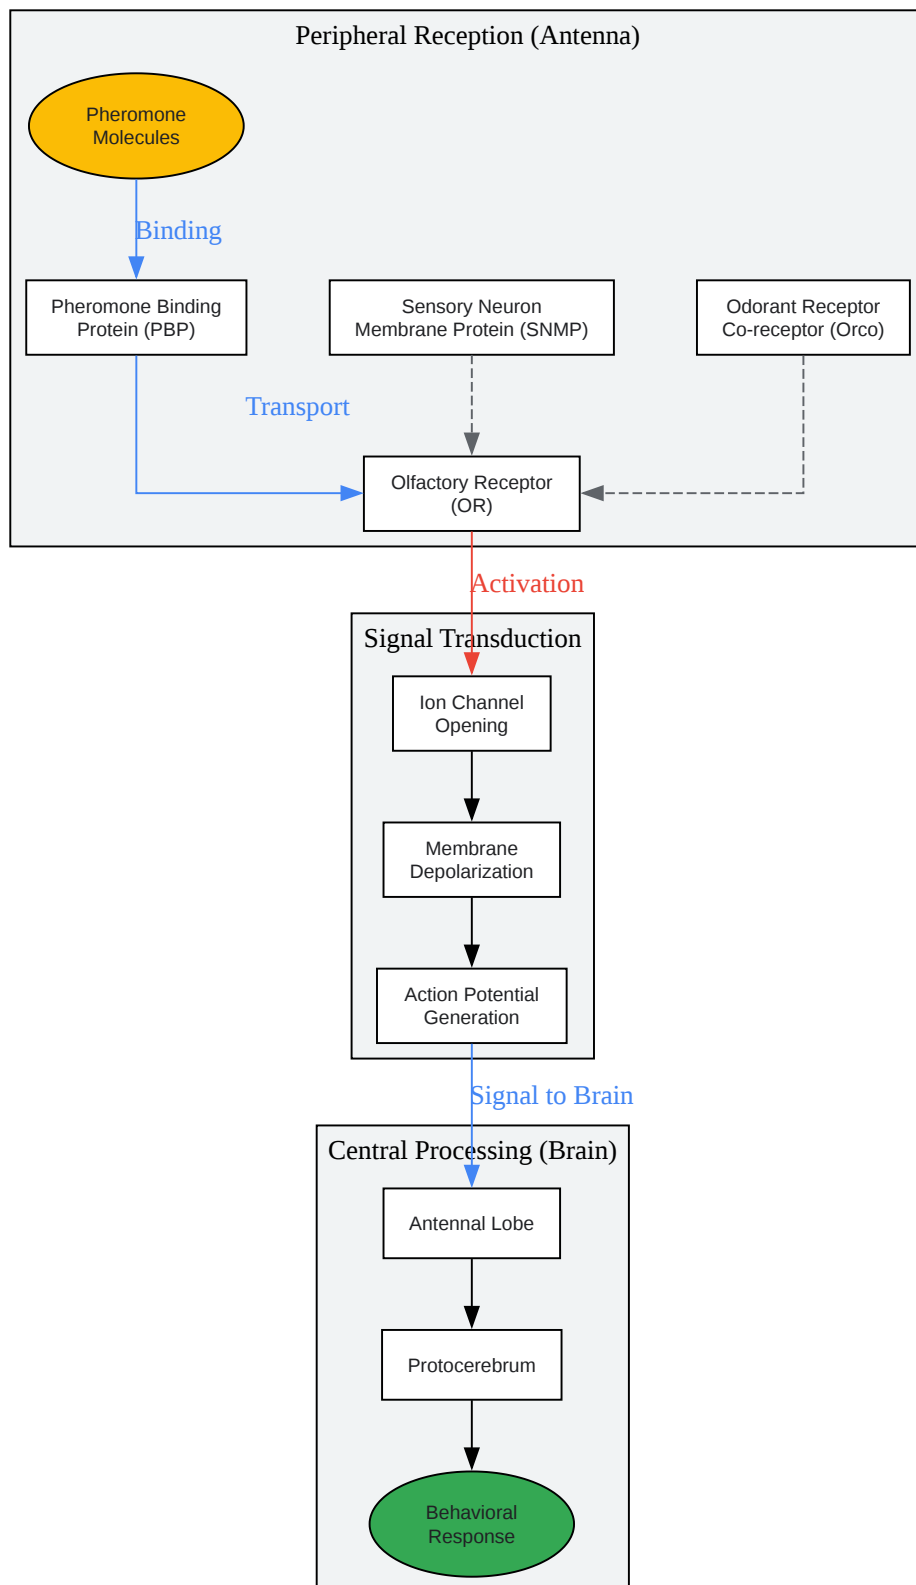 Peripheral Reception (Antenna)
Pheromone
Molecules
Binding
Pheromone Binding
Protein (PBP)
Sensory Neuron
Membrane Protein (SNMP)
Odorant Receptor
Co-receptor (Orco)
Transport
Olfactory Receptor
(OR)
Activation
Signal Transduction
Ion Channel
Opening
Membrane
Depolarization
Action Potential
Generation
Signal to Brain
Central Processing (Brain)
Antennal Lobe
Protocerebrum
Behavioral
Response